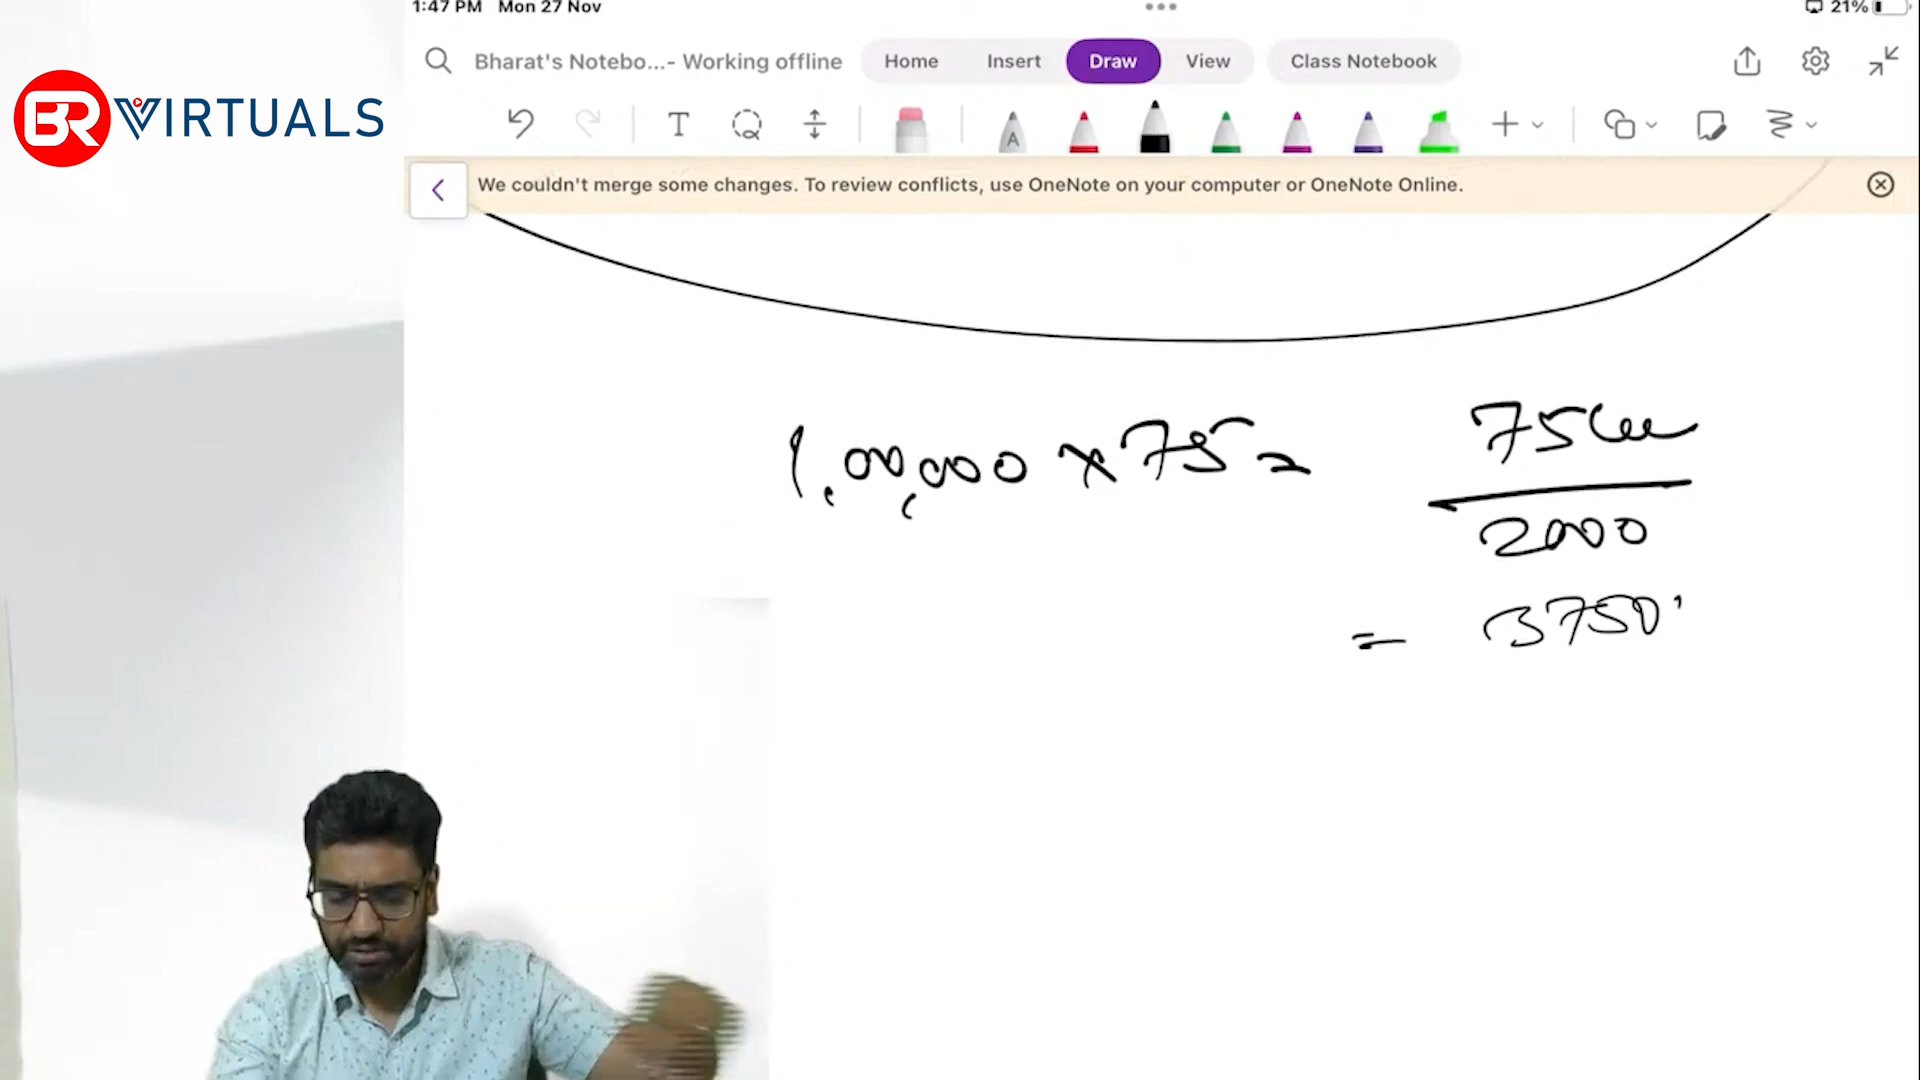 1:47 PM Mon 27 Nov
21%
BR VIRTUALS
Bharat's Notebo...- Working offline
Home Insert Draw View Class Notebook
T
A
We couldn't merge some changes. To review conflicts, use OneNote on your computer or OneNote Online.
1,00,000 x 75 =
75
2000
= 3750